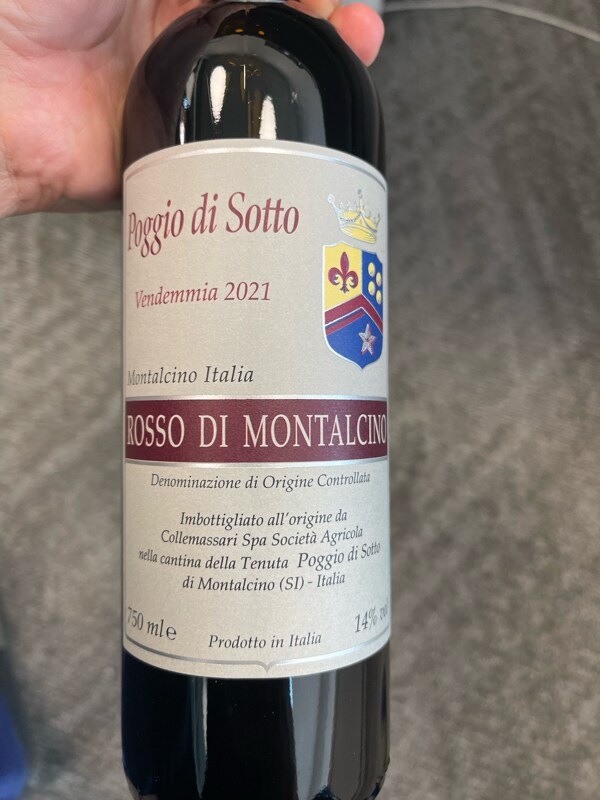 Poggio di Sotto
Vendemmia 2021
Montalcino Italia
ROSSO DI MONTALCINO
Denominazione di Origine Controllata
Imbottigliato all'origine da
Collemassari Spa Società Agricola
nella cantina della Tenuta Poggio di Sotto
di Montalcino (SI) - Italia
750 ml e
14% vol
Prodotto in Italia